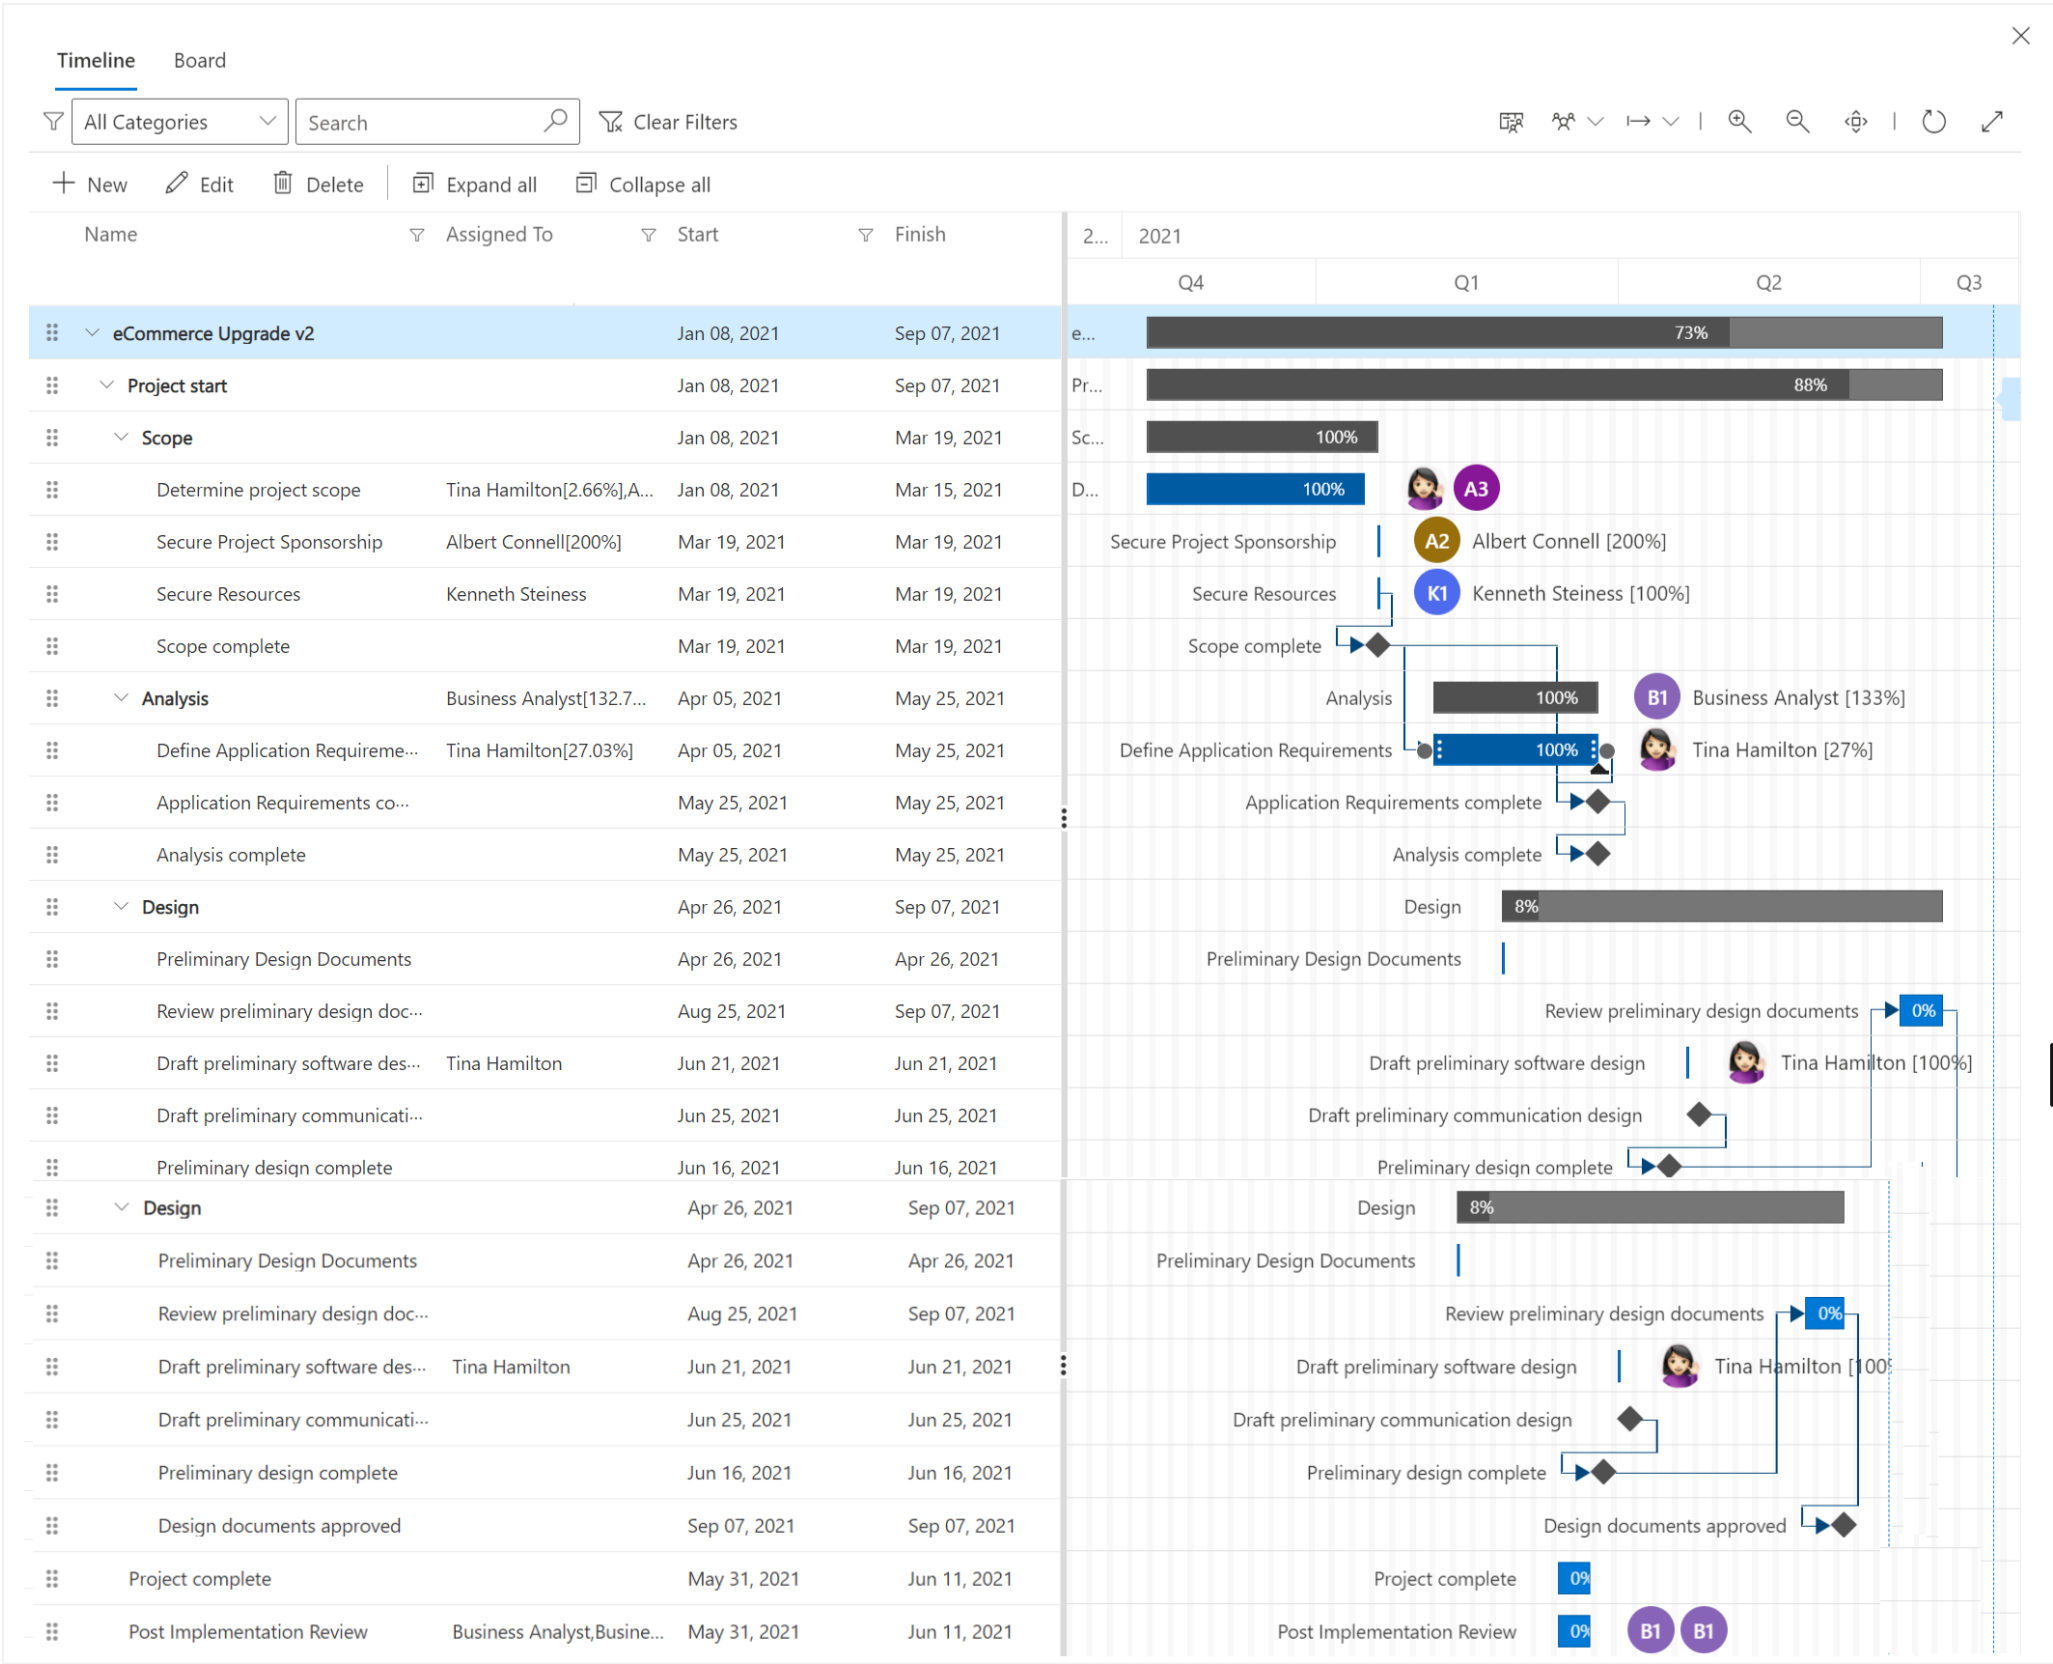 Timeline Board
All Categories Search Clear Filters
New Edit Delete Expand all Collapse all
Name Assigned To Start Finish 2... 2021
Q4 Q1 Q2 Q3
eCommerce Upgrade v2 Jan 08, 2021 Sep 07, 2021 e... 73%
Project start Jan 08, 2021 Sep 07, 2021 Pr... 88%
Scope Jan 08, 2021 Mar 19, 2021 Sc... 100%
Determine project scope Tina Hamilton[2.66%],A... Jan 08, 2021 Mar 15, 2021 D... 100% A3
Secure Project Sponsorship Albert Connell[200%] Mar 19, 2021 Mar 19, 2021 Secure Project Sponsorship A2 Albert Connell [200%]
Secure Resources Kenneth Steiness Mar 19, 2021 Mar 19, 2021 Secure Resources K1 Kenneth Steiness [100%]
Scope complete Mar 19, 2021 Mar 19, 2021 Scope complete
Analysis Business Analyst[132.7... Apr 05, 2021 May 25, 2021 Analysis 100% B1 Business Analyst [133%]
Define Application Requireme... Tina Hamilton[27.03%] Apr 05, 2021 May 25, 2021 Define Application Requirements 100% Tina Hamilton [27%]
Application Requirements co... May 25, 2021 May 25, 2021 Application Requirements complete
Analysis complete May 25, 2021 May 25, 2021 Analysis complete
Design Apr 26, 2021 Sep 07, 2021 Design 8%
Preliminary Design Documents Apr 26, 2021 Apr 26, 2021 Preliminary Design Documents
Review preliminary design doc... Aug 25, 2021 Sep 07, 2021 Review preliminary design documents 0%
Draft preliminary software des... Tina Hamilton Jun 21, 2021 Jun 21, 2021 Draft preliminary software design Tina Hamilton [100%]
Draft preliminary communicati... Jun 25, 2021 Jun 25, 2021 Draft preliminary communication design
Preliminary design complete Jun 16, 2021 Jun 16, 2021 Preliminary design complete
Design Apr 26, 2021 Sep 07, 2021 Design 8%
Preliminary Design Documents Apr 26, 2021 Apr 26, 2021 Preliminary Design Documents
Review preliminary design doc... Aug 25, 2021 Sep 07, 2021 Review preliminary design documents 0%
Draft preliminary software des... Tina Hamilton Jun 21, 2021 Jun 21, 2021 Draft preliminary software design Tina Hamilton [100
Draft preliminary communicati... Jun 25, 2021 Jun 25, 2021 Draft preliminary communication design
Preliminary design complete Jun 16, 2021 Jun 16, 2021 Preliminary design complete
Design documents approved Sep 07, 2021 Sep 07, 2021 Design documents approved
Project complete May 31, 2021 Jun 11, 2021 Project complete 0%
Post Implementation Review Business Analyst,Busine... May 31, 2021 Jun 11, 2021 Post Implementation Review 0% B1 B1